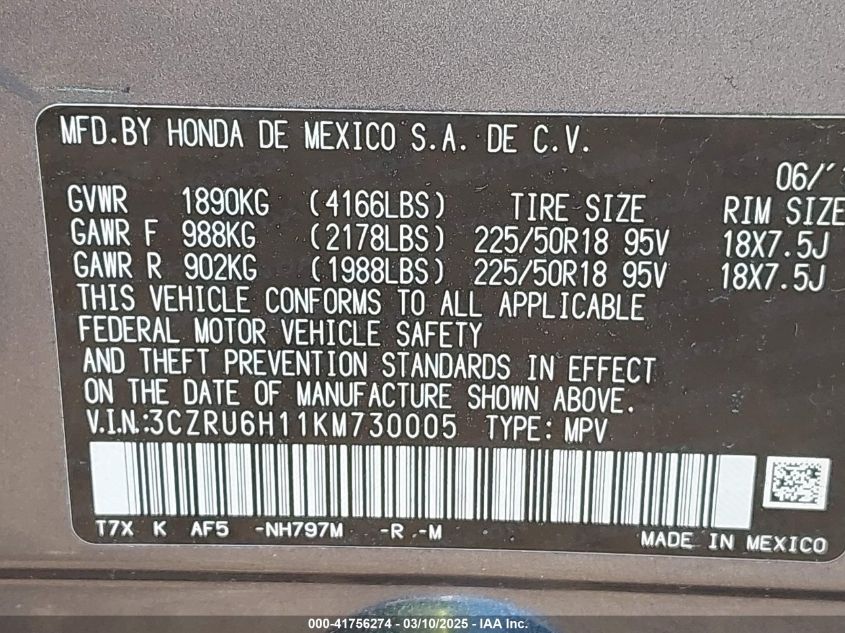 MFD.BY HONDA DE MEXICO S.A. DE C.V.
06/'
GVWR 1890KG (4166LBS) TIRE SIZE RIM SIZE
GAWR F 988KG (2178LBS) 225/50R18 95V 18X7.5J
GAWR R 902KG (1988LBS) 225/50R18 95V 18X7.5J
THIS VEHICLE CONFORMS TO ALL APPLICABLE
FEDERAL MOTOR VEHICLE SAFETY
AND THEFT PREVENTION STANDARDS IN EFFECT
ON THE DATE OF MANUFACTURE SHOWN ABOVE.
V.I.N.:3CZRU6H11KM730005 TYPE: MPV
T7X K AF5 -NH797M -R -M
MADE IN MEXICO
000-41756274 - 03/10/2025 - IAA Inc.